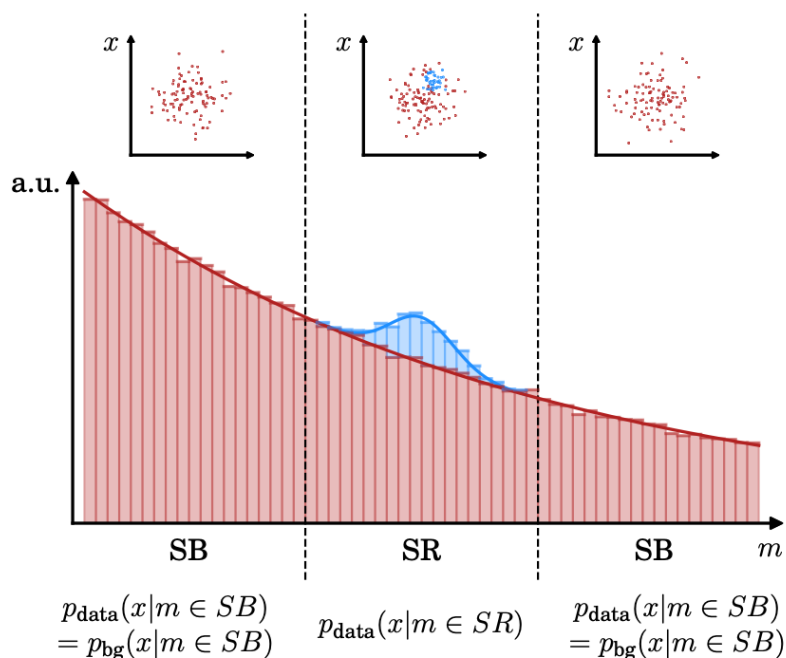 x
x
x
a.u.
SB
SR
SB
m
p_data(x|m ∈ SB)
= p_bg(x|m ∈ SB)
p_data(x|m ∈ SR)
p_data(x|m ∈ SB)
= p_bg(x|m ∈ SB)